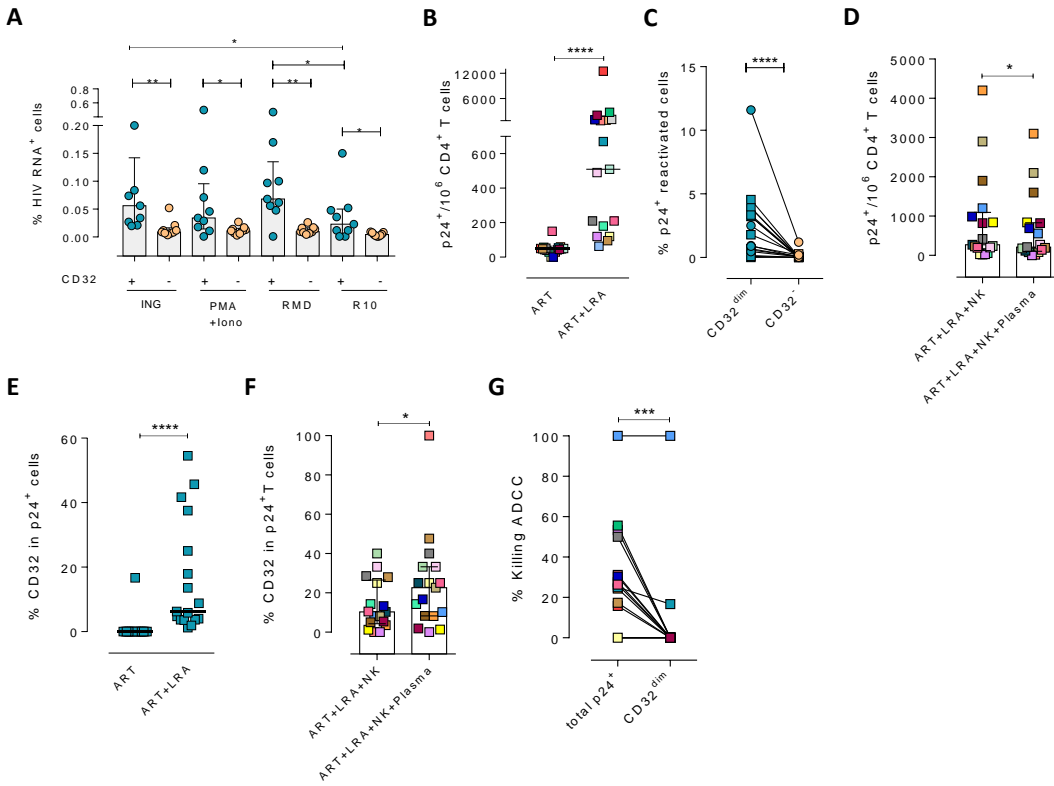 A
% HIV RNA⁺ cells
0.8
0.6
0.20
0.15
0.10
0.05
0.00
*
*
** * ** *
CD32 + - + - + - + -
ING PMA +Iono RMD R10
B
p24⁺/10⁶ CD4⁺ T cells
12000
6000
600
400
200
0
****
ART
ART+LRA
C
% p24⁺ reactivated cells
15
10
5
0
****
CD32ᵈⁱᵐ
CD32⁻
D
p24⁺/10⁶ CD4⁺ T cells
5000
4000
3000
2000
1000
0
*
ART+LRA+NK
ART+LRA+NK+Plasma
E
% CD32 in p24⁺ cells
60
40
20
0
****
ART
ART+LRA
F
% CD32 in p24⁺T cells
100
80
60
40
20
0
*
ART+LRA+NK
ART+LRA+NK+Plasma
G
% Killing ADCC
100
80
60
40
20
0
***
total p24⁺
CD32ᵈⁱᵐ